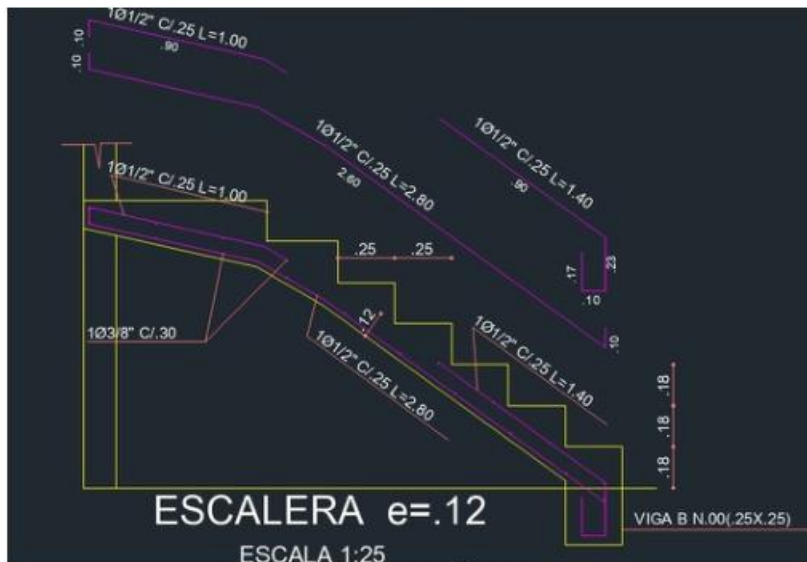 1Ø1/2" C/.25 L=1.00
.90
.10
.10
1Ø1/2" C/.25 L=2.80
2.60
1Ø1/2" C/.25 L=1.40
.90
.17
.23
.10
.10
1Ø1/2" C/.25 L=1.00
.25
.25
.12
1Ø3/8" C/.30
1Ø1/2" C/.25 L=2.80
1Ø1/2" C/.25 L=1.40
.18
.18
.18
ESCALERA e=.12
ESCALA 1:25
VIGA B N.00(.25X.25)